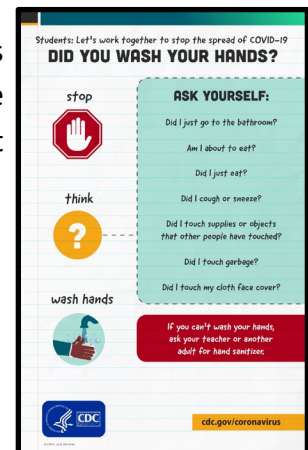 s
e
t
Students: Let's work together to stop the spread of COVID-19
DID YOU WASH YOUR HANDS?
stop
think
?
wash hands
ASK YOURSELF:
Did I just go to the bathroom?
Am I about to eat?
Did I just eat?
Did I cough or sneeze?
Did I touch supplies or objects
that other people have touched?
Did I touch garbage?
Did I touch my cloth face cover?
If you can't wash your hands,
ask your teacher or another
adult for hand sanitizer.
CDC
cdc.gov/coronavirus